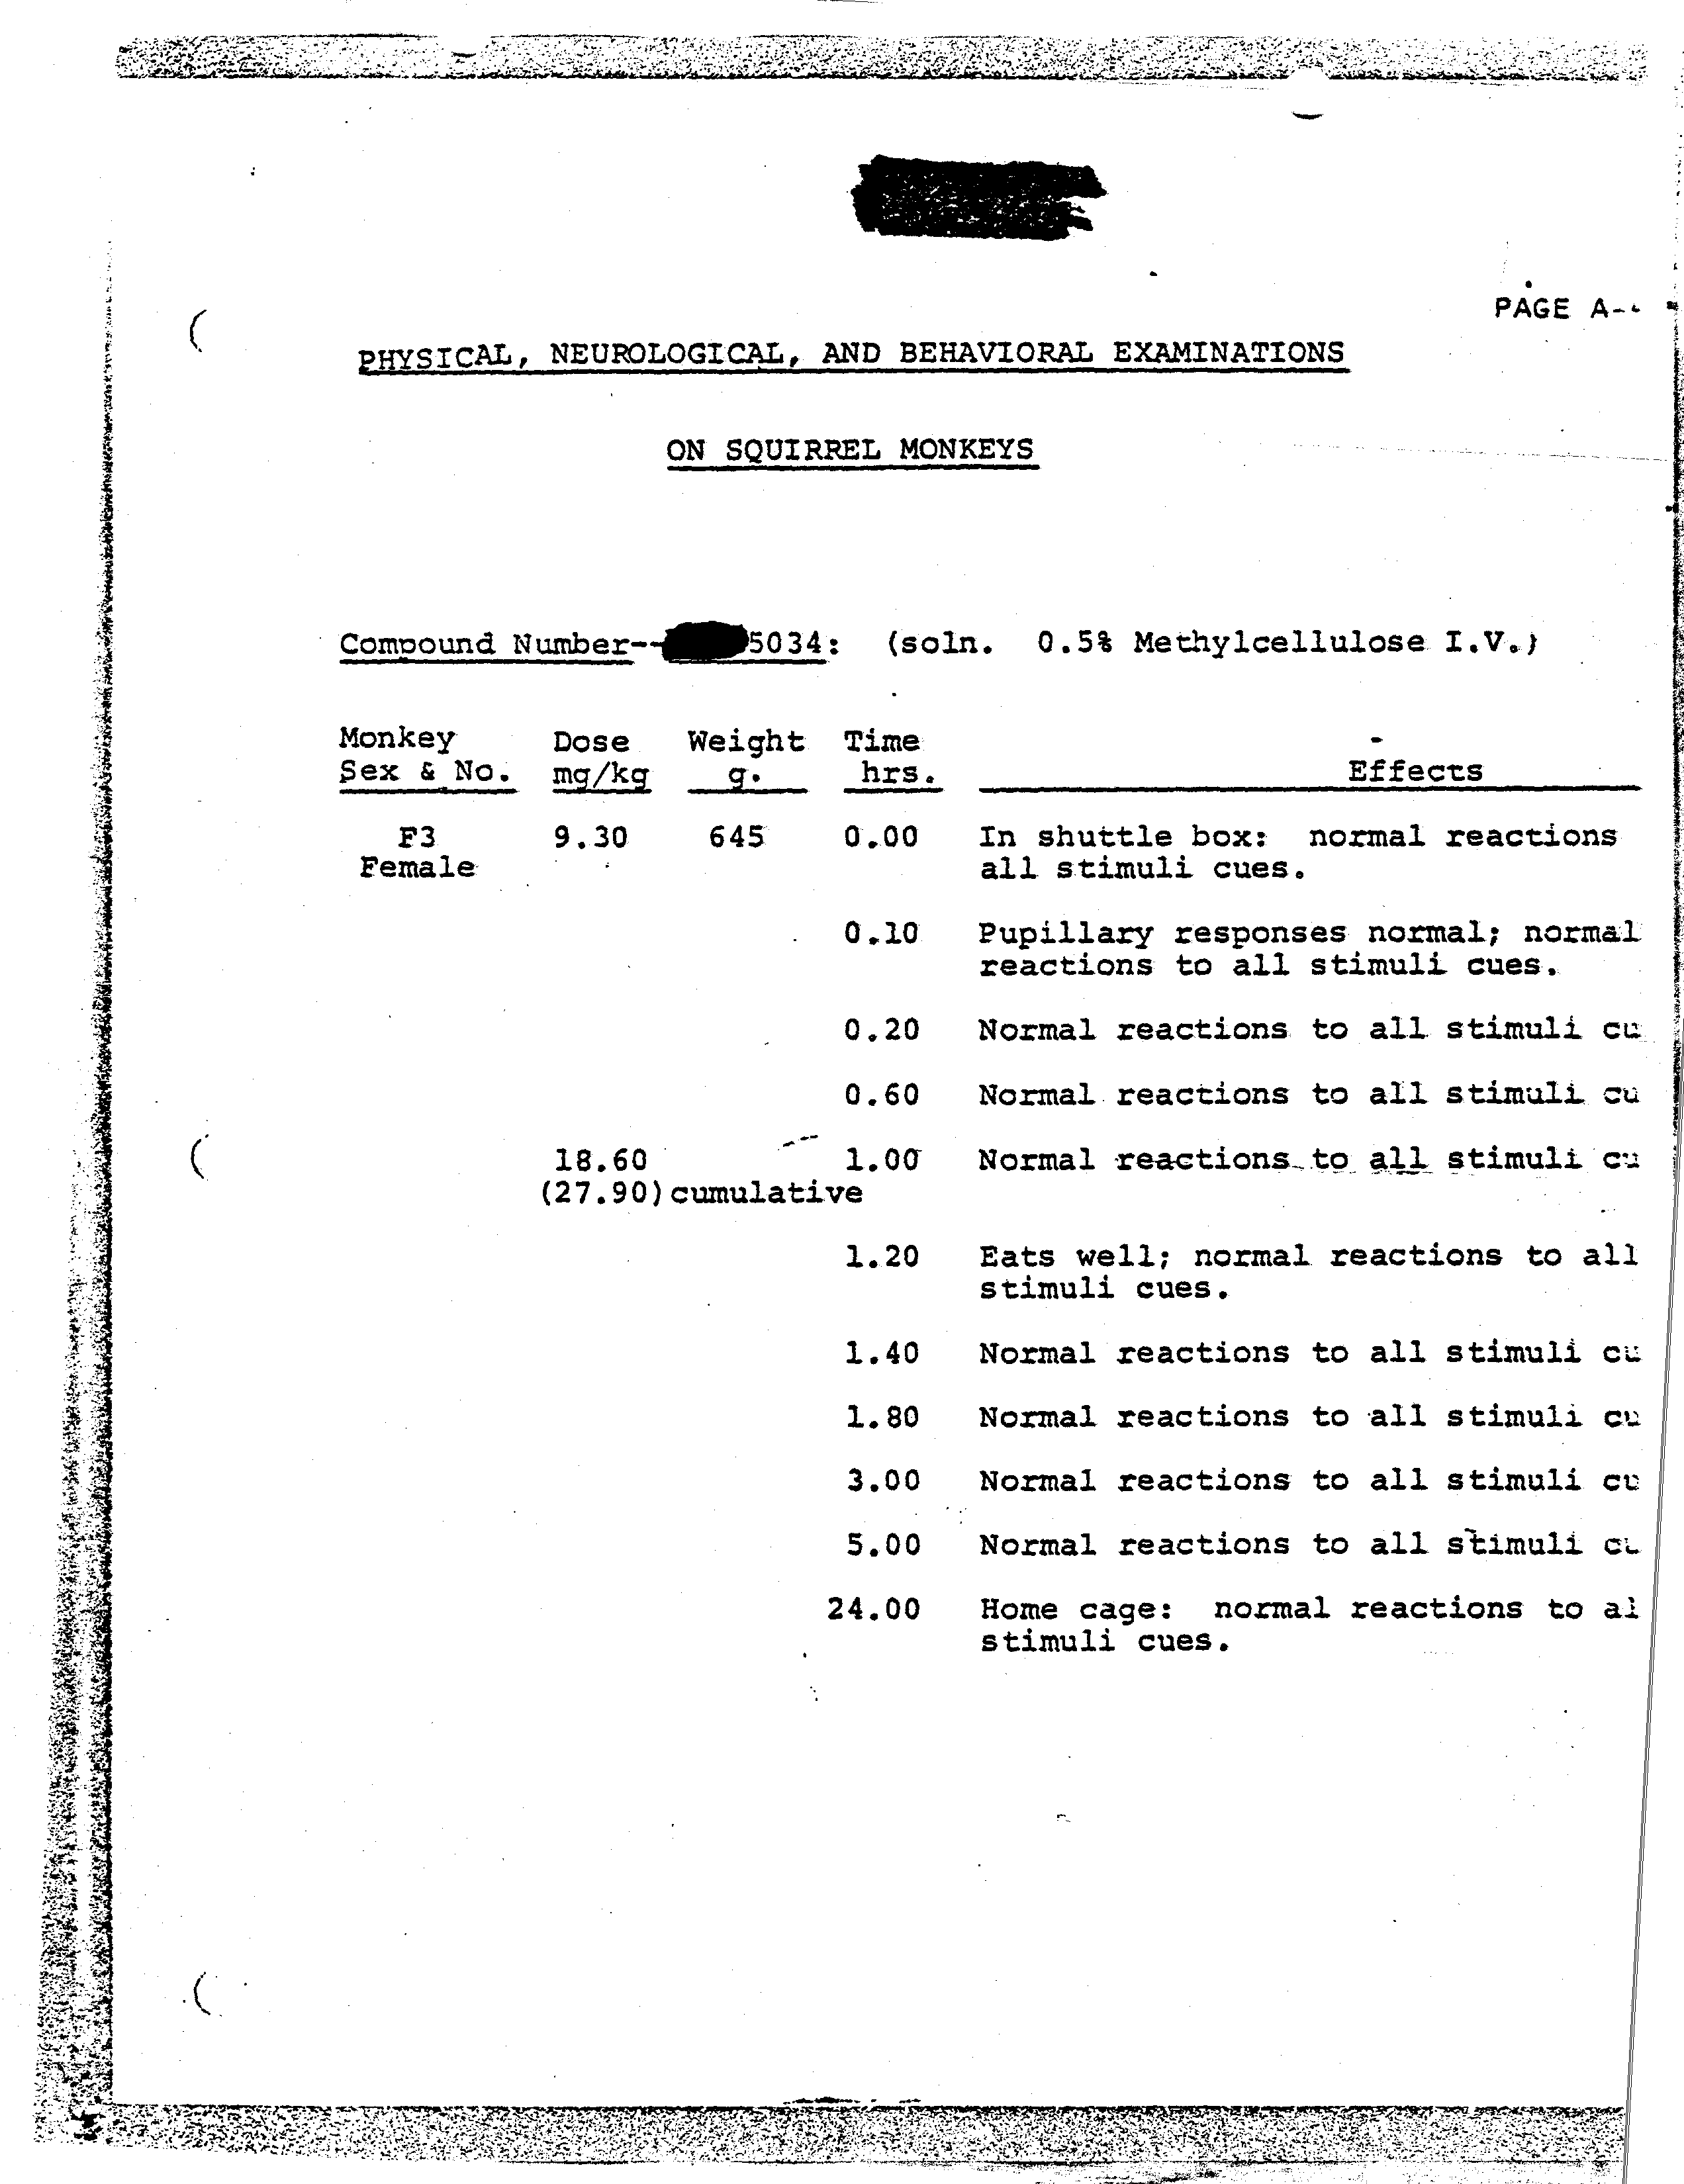 PAGE A-
PHYSICAL, NEUROLOGICAL, AND BEHAVIORAL EXAMINATIONS
ON SQUIRREL MONKEYS
Compound Number-- 5034: (soln. 0.5% Methylcellulose I.V.)
Monkey Dose Weight Time
Sex & No. mg/kg g. hrs. Effects
F3 9.30 645 0.00 In shuttle box: normal reactions
Female all stimuli cues.
0.10 Pupillary responses normal; normal
reactions to all stimuli cues.
0.20 Normal reactions to all stimuli cu
0.60 Normal reactions to all stimuli cu
18.60 1.00 Normal reactions to all stimuli cu
(27.90) cumulative
1.20 Eats well; normal reactions to all
stimuli cues.
1.40 Normal reactions to all stimuli cu
1.80 Normal reactions to all stimuli cu
3.00 Normal reactions to all stimuli cu
5.00 Normal reactions to all stimuli cu
24.00 Home cage: normal reactions to al
stimuli cues.